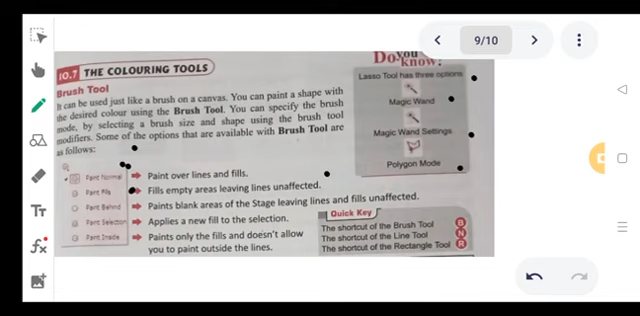 9/10
10.7 THE COLOURING TOOLS
Brush Tool
It can be used just like a brush on a canvas. You can paint a shape with
the desired colour using the Brush Tool. You can specify the brush
mode, by selecting a brush size and shape using the brush tool
modifiers. Some of the options that are available with Brush Tool are
as follows:
Paint Normal Paint over lines and fills.
Paint Fills Fills empty areas leaving lines unaffected.
Paint Behind Paints blank areas of the Stage leaving lines and fills unaffected.
Paint Selection Applies a new fill to the selection.
Paint Inside Paints only the fills and doesn't allow
you to paint outside the lines.
Do you
know?
Lasso Tool has three options
Magic Wand
Magic Wand Settings
Polygon Mode
Quick Key
The shortcut of the Brush Tool B
The shortcut of the Line Tool N
The shortcut of the Rectangle Tool R
Tт
fx